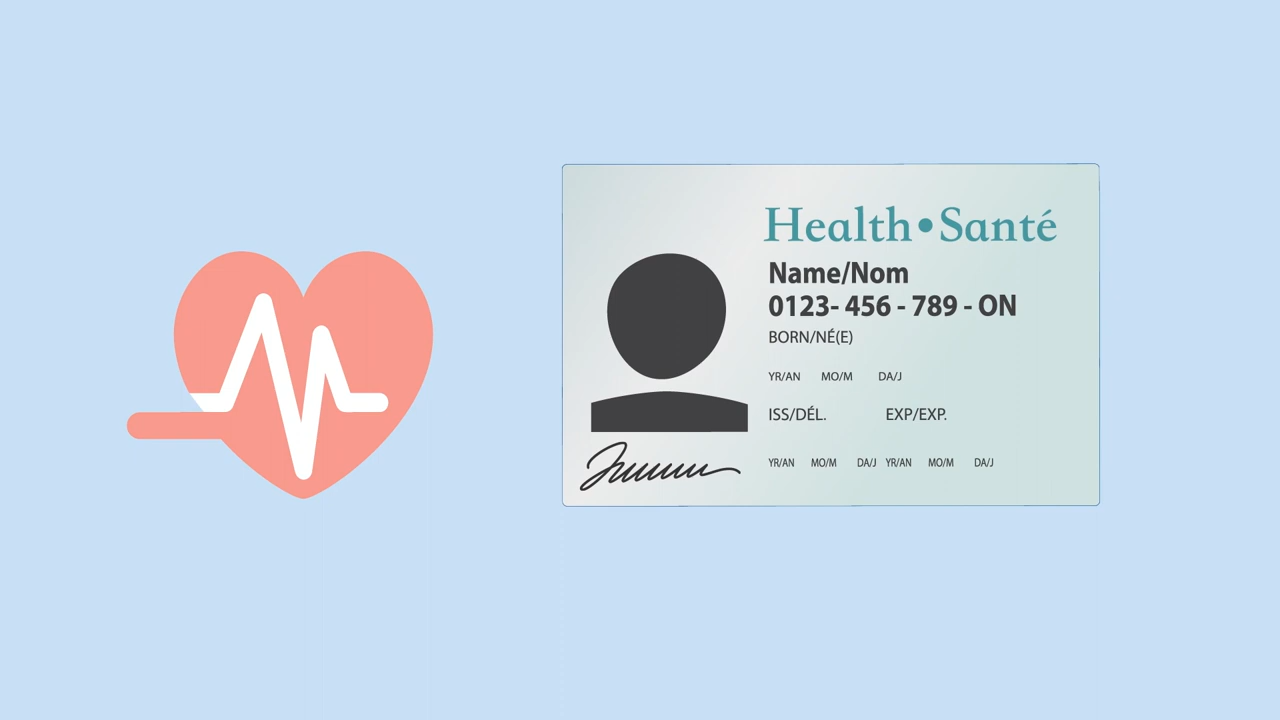 Health•Santé
Name/Nom
0123- 456 - 789 - ON
BORN/NÉ(E)
YR/AN MO/M DA/J
ISS/DÉL. EXP/EXP.
YR/AN MO/M DA/J YR/AN MO/M DA/J